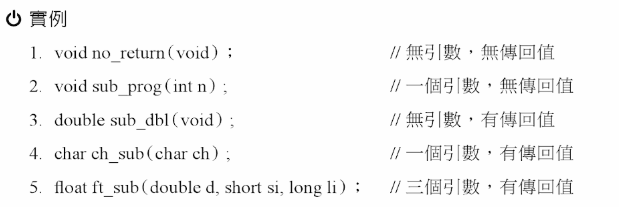 實例
1. void no_return(void); // 無引數，無傳回值
2. void sub_prog(int n); // 一個引數，無傳回值
3. double sub_dbl(void); // 無引數，有傳回值
4. char ch_sub(char ch); // 一個引數，有傳回值
5. float ft_sub(double d, short si, long li); // 三個引數，有傳回值